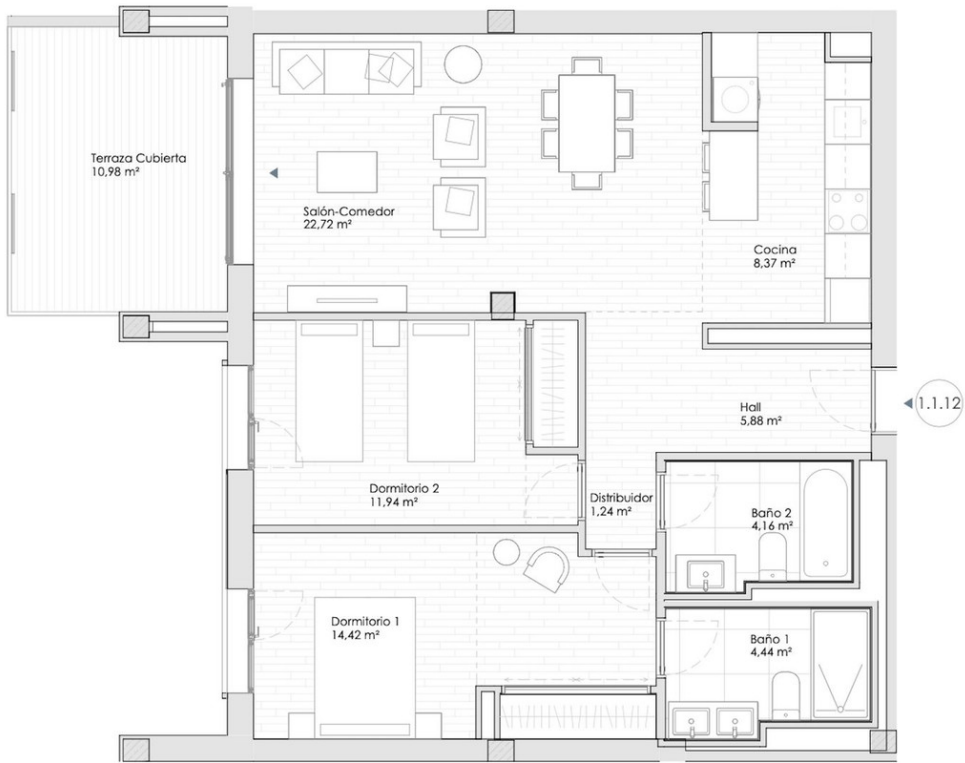 Terraza Cubierta
10,98 m²
Salón-Comedor
22,72 m²
Cocina
8,37 m²
Hall
5,88 m²
1.1.12
Dormitorio 2
11,94 m²
Distribuidor
1,24 m²
Baño 2
4,16 m²
Dormitorio 1
14,42 m²
Baño 1
4,44 m²